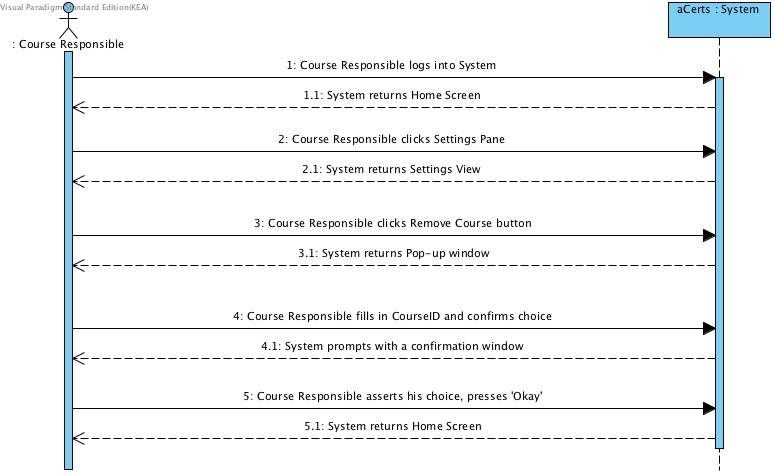 Visual Paradigm Standard Edition(KEA)
aCerts : System
: Course Responsible
1: Course Responsible logs into System
1.1: System returns Home Screen
2: Course Responsible clicks Settings Pane
2.1: System returns Settings View
3: Course Responsible clicks Remove Course button
3.1: System returns Pop-up window
4: Course Responsible fills in CourseID and confirms choice
4.1: System prompts with a confirmation window
5: Course Responsible asserts his choice, presses 'Okay'
5.1: System returns Home Screen